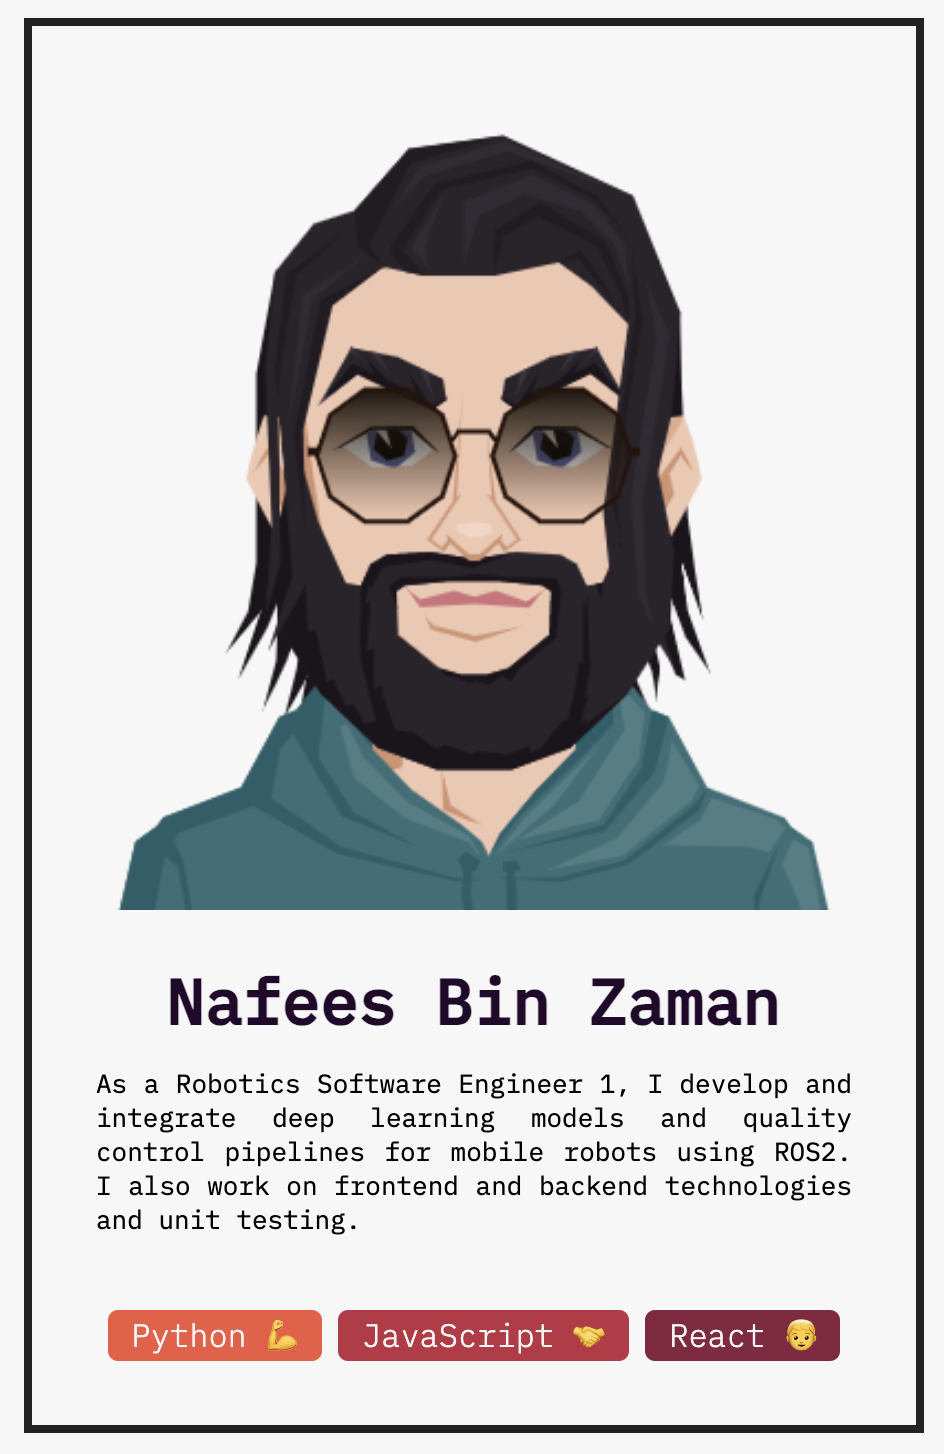 Nafees Bin Zaman
As a Robotics Software Engineer 1, I develop and
integrate deep learning models and quality
control pipelines for mobile robots using ROS2.
I also work on frontend and backend technologies
and unit testing.
Python 💪 JavaScript 🤝 React 👨